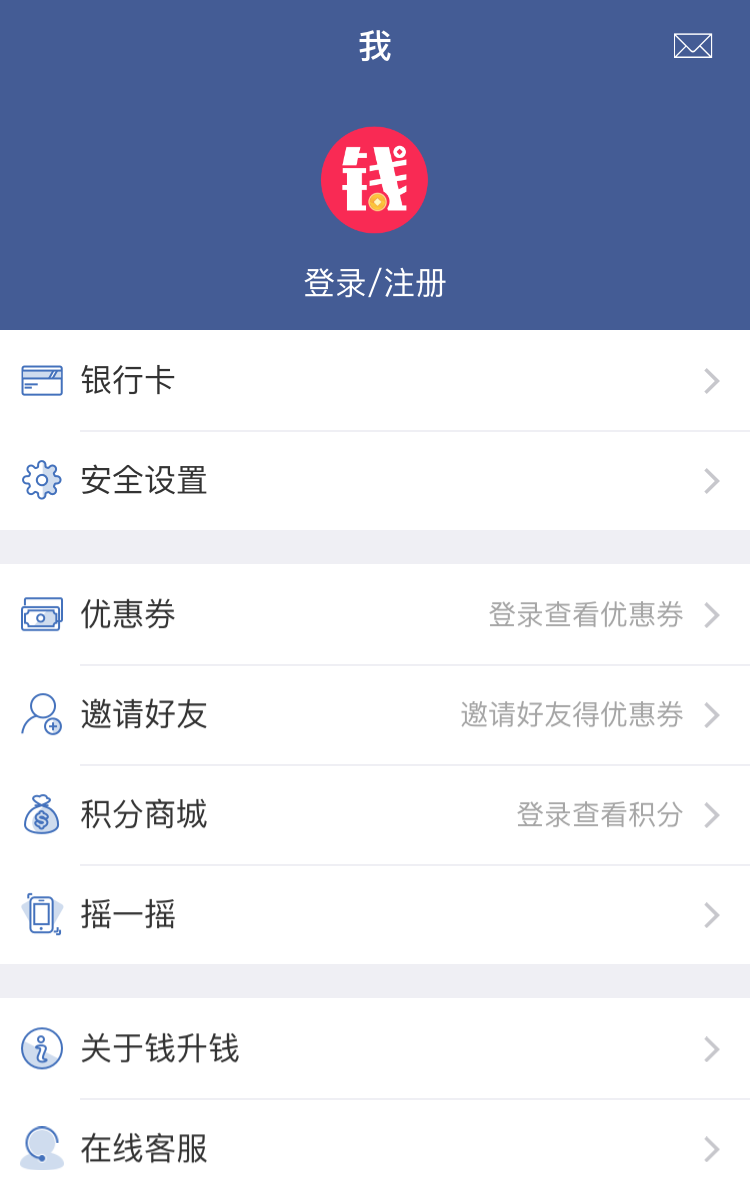 我
钱
登录/注册
银行卡
安全设置
优惠券 登录查看优惠券
邀请好友 邀请好友得优惠券
积分商城 登录查看积分
摇一摇
关于钱升钱
在线客服